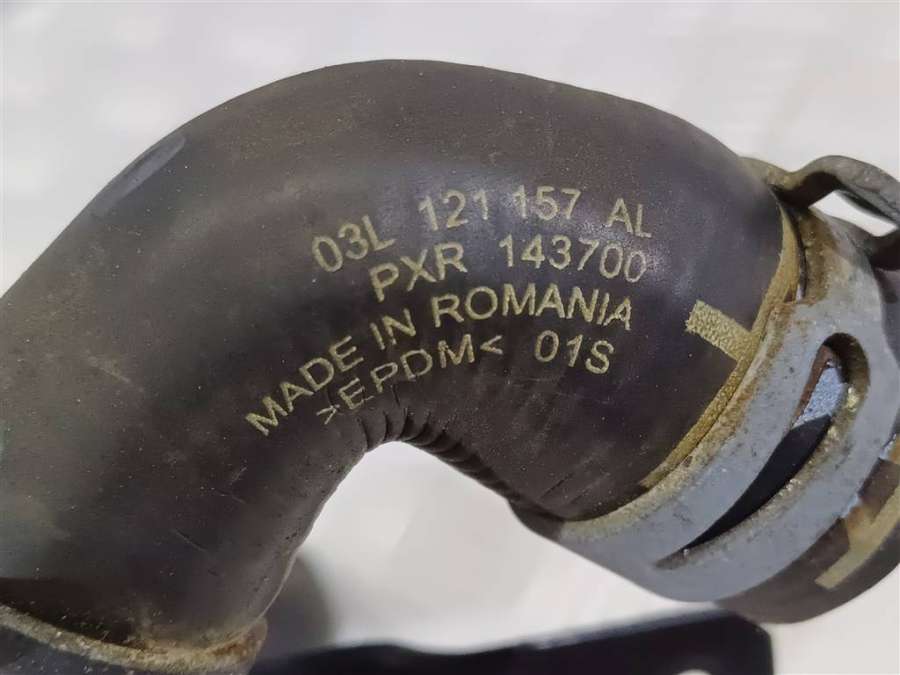 03L 121 157 AL
PXR 143700
MADE IN ROMANIA
>EPDM< 01S